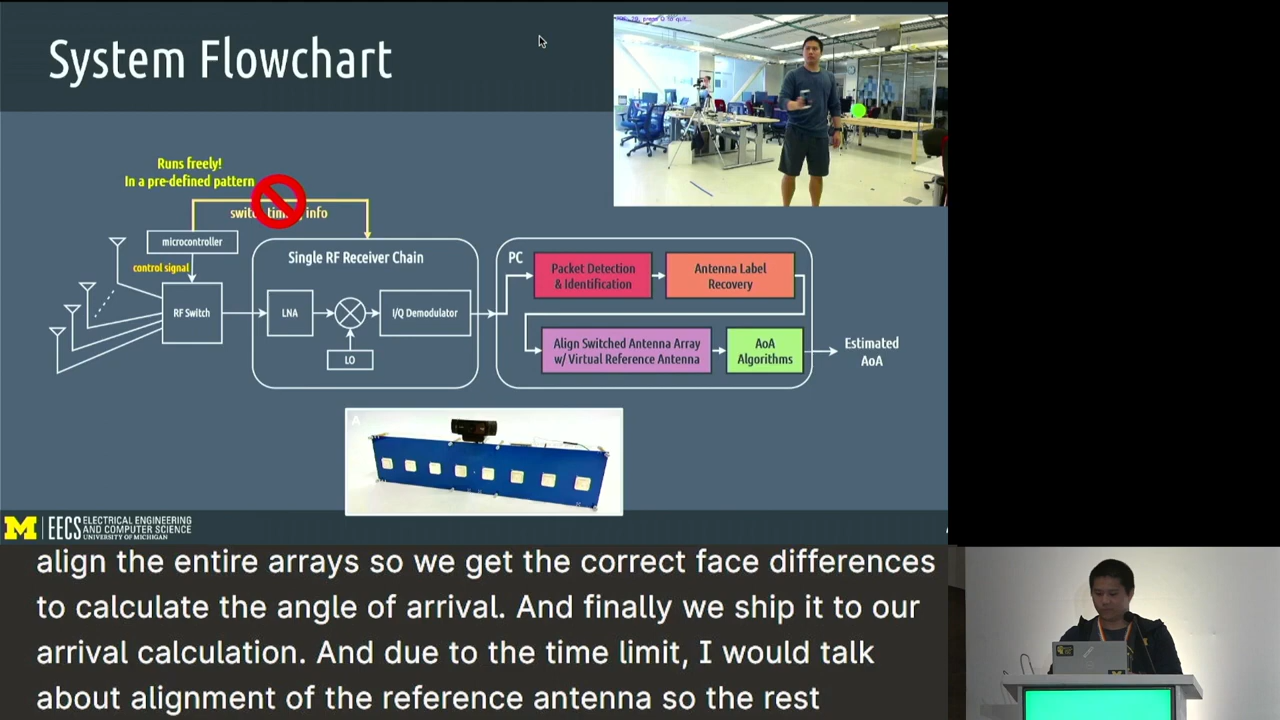 System Flowchart
Runs freely!
In a pre-defined pattern
info
microcontroller
control signal
RF Switch
Single RF Receiver Chain
LNA
I/Q Demodulator
LO
PC
Packet Detection
& Identification
Antenna Label
Recovery
Align Switched Antenna Array
w/ Virtual Reference Antenna
AoA
Algorithms
Estimated
AoA
A
M EECS ELECTRICAL ENGINEERING
AND COMPUTER SCIENCE
UNIVERSITY OF MICHIGAN
align the entire arrays so we get the correct face differences
to calculate the angle of arrival. And finally we ship it to our
arrival calculation. And due to the time limit, I would talk
about alignment of the reference antenna so the rest